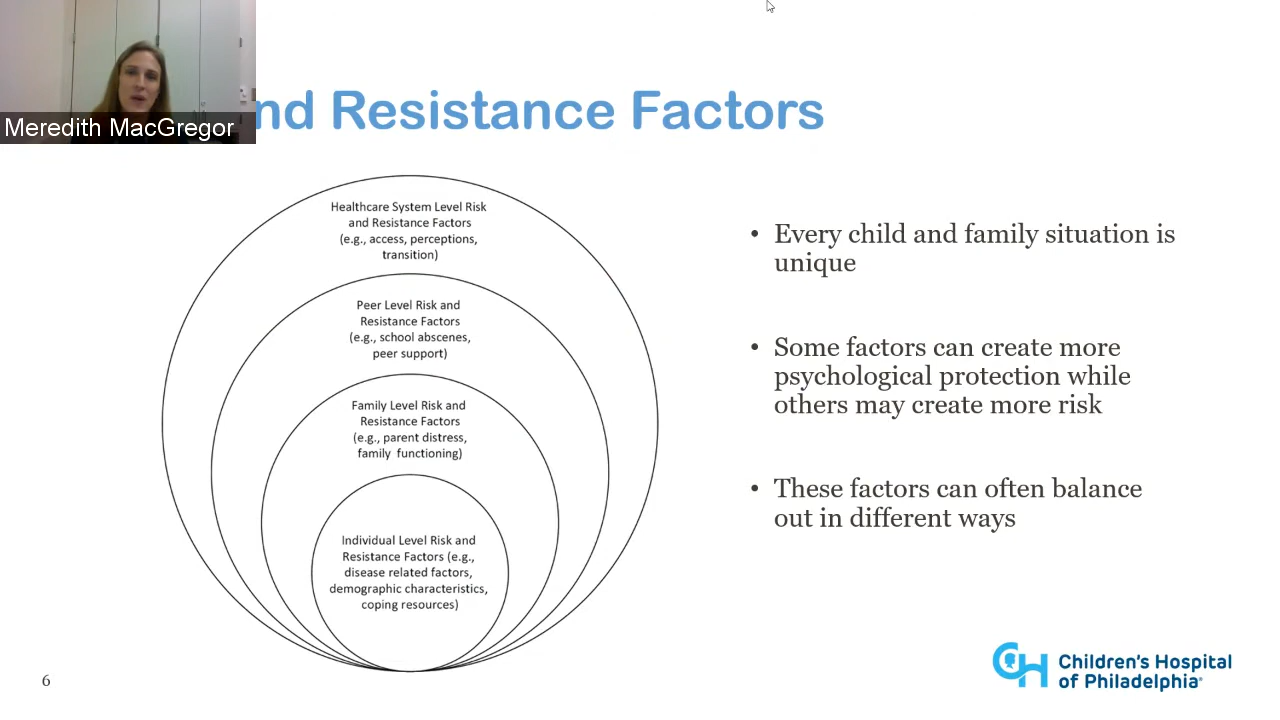 Meredith MacGregor
nd Resistance Factors
Healthcare System Level Risk
and Resistance Factors
(e.g., access, perceptions,
transition)
Peer Level Risk and
Resistance Factors
(e.g., school abscenes,
peer support)
Family Level Risk and
Resistance Factors
(e.g., parent distress,
family functioning)
Individual Level Risk and
Resistance Factors (e.g.,
disease related factors,
demographic characteristics,
coping resources)
• Every child and family situation is
unique
• Some factors can create more
psychological protection while
others may create more risk
• These factors can often balance
out in different ways
6
CH Children's Hospital
of Philadelphia®